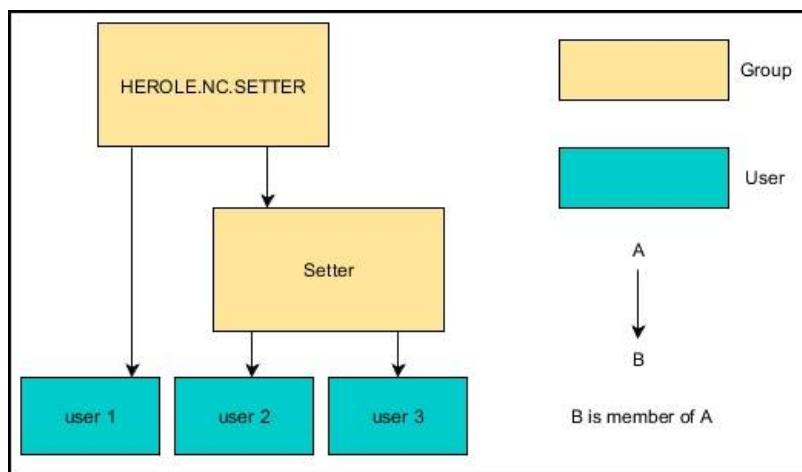 HEROLE.NC.SETTER
Group
User
Setter
A
B
user 1
user 2
user 3
B is member of A